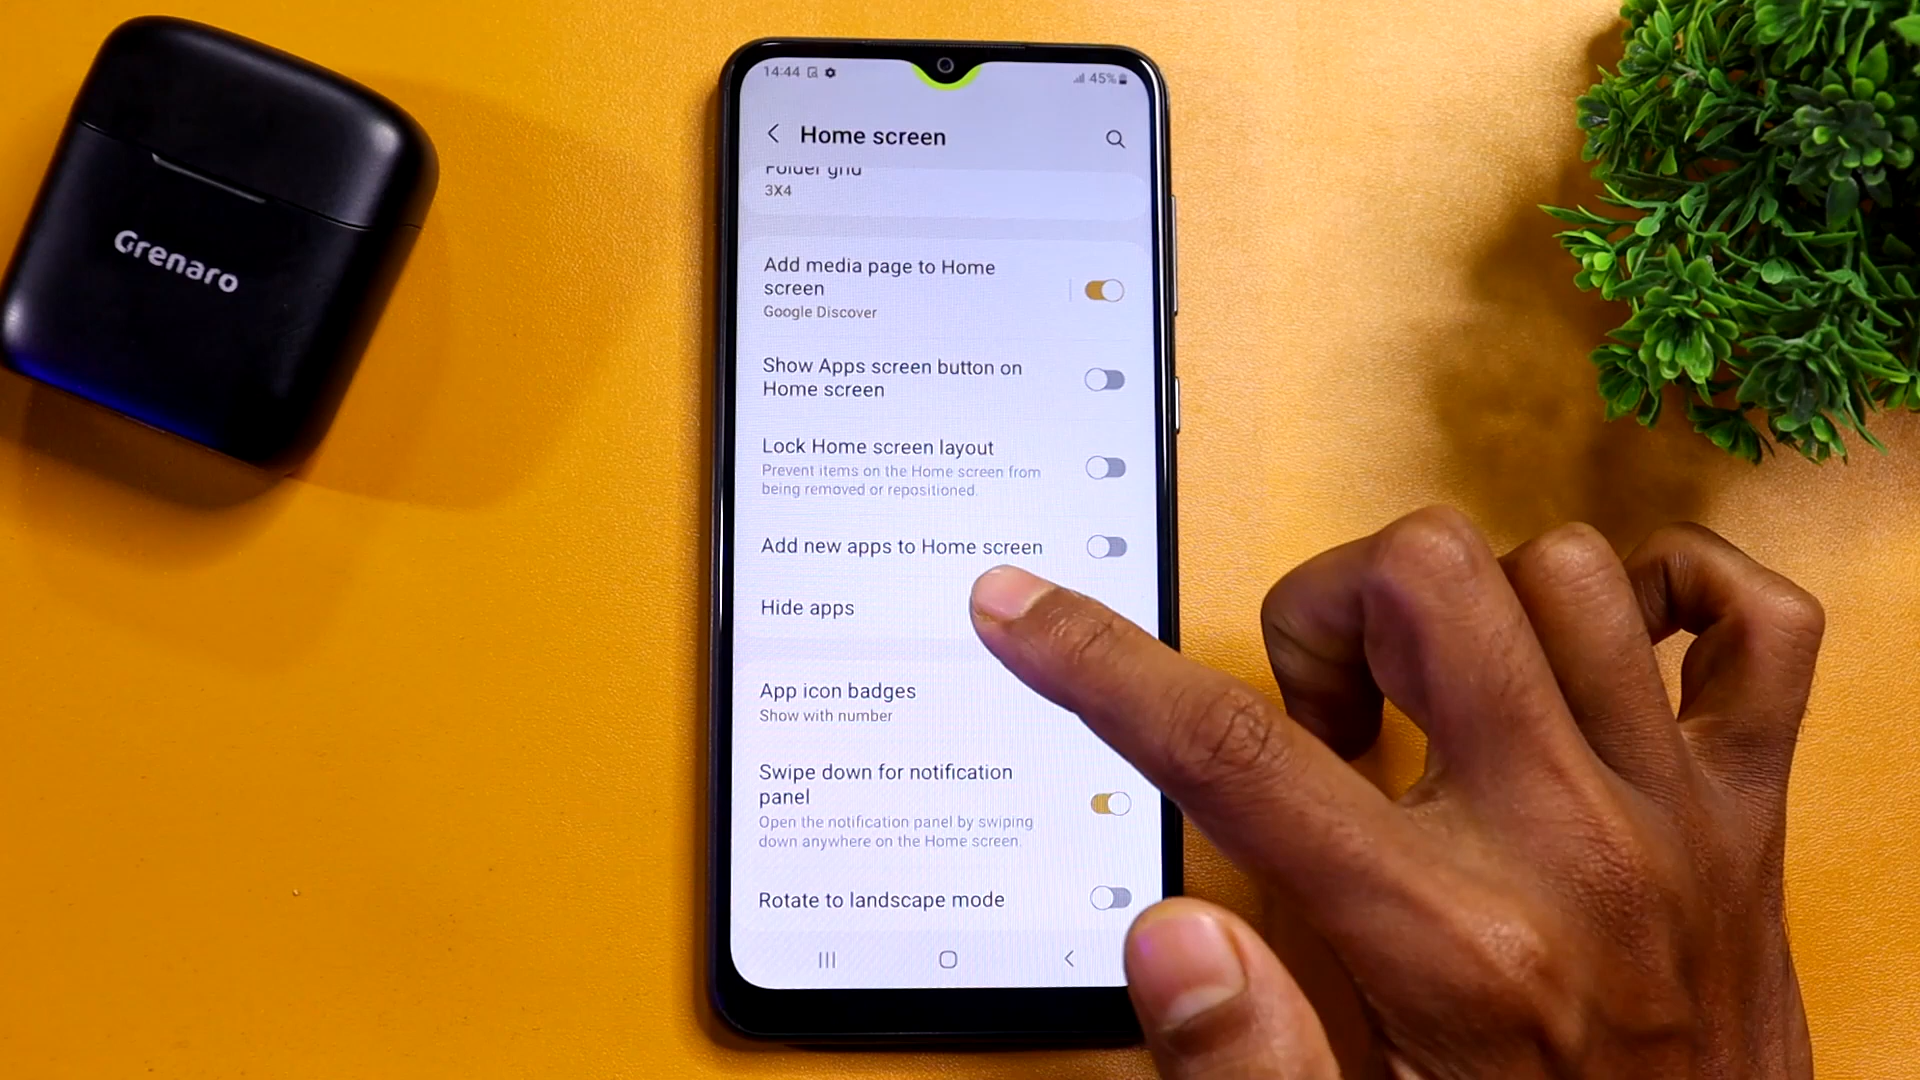 Grenaro
14:44
45%
Home screen
Folder grid
3X4
Add media page to Home
screen
Google Discover
Show Apps screen button on
Home screen
Lock Home screen layout
Prevent items on the Home screen from
being removed or repositioned.
Add new apps to Home screen
Hide apps
App icon badges
Show with number
Swipe down for notification
panel
Open the notification panel by swiping
down anywhere on the Home screen.
Rotate to landscape mode